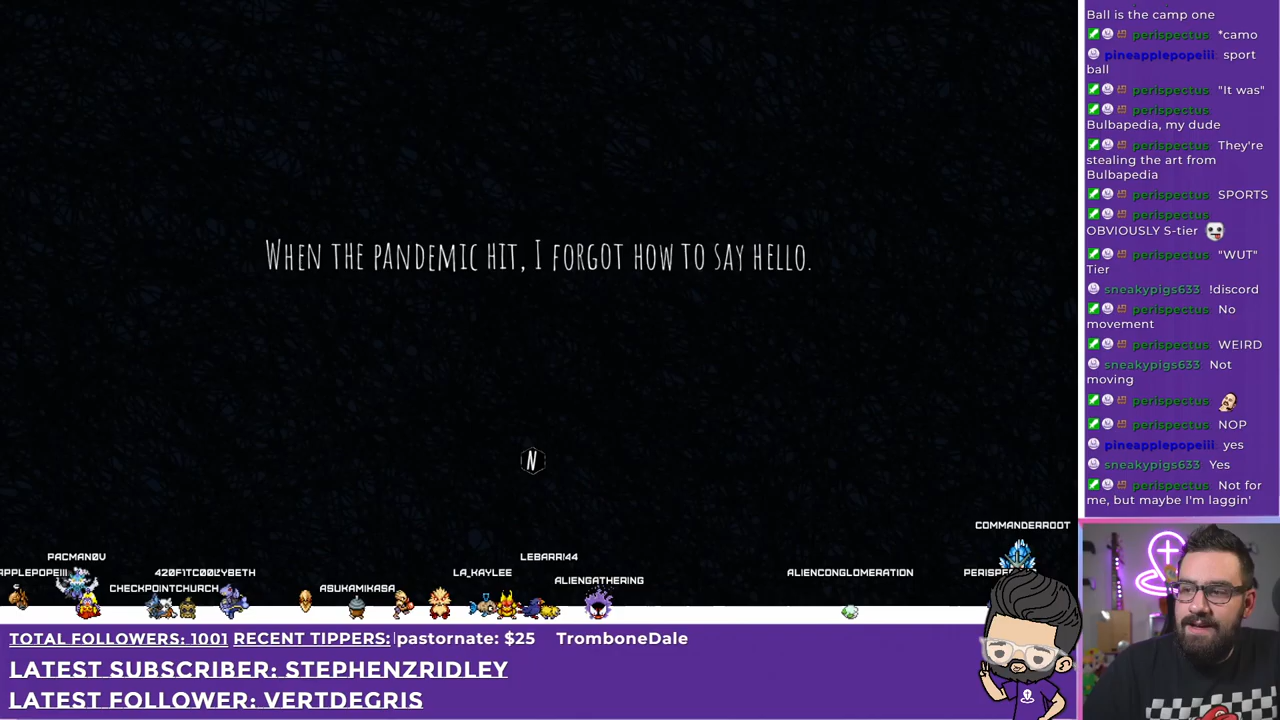 WHEN THE PANDEMIC HIT, I FORGOT HOW TO SAY HELLO.
N
Ball is the camp one
perispectus *camo
pineapplepopeiii sport
ball
perispectus "It was"
perispectus
Bulbapedia, my dude
perispectus They're
stealing the art from
Bulbapedia
perispectus SPORTS
perispectus
OBVIOUSLY S-tier
perispectus "WUT"
Tier
sneakypigs633 !discord
perispectus No
movement
perispectus WEIRD
sneakypigs633 Not
moving
perispectus
perispectus NOP
pineapplepopeiii yes
sneakypigs633 Yes
perispectus Not for
me, but maybe I'm laggin'
COMMANDERROOT
PACMAN0V
LEBARR!44
APPLEPOPEIII
420F1TC00L2YBETH
LA_KAYLEE
ALIENGATHERING
ALIENCONGLOMERATION
CHECKPOINTCHURCH
ASUKAMIKASA
TOTAL FOLLOWERS: 1001 RECENT TIPPERS: pastornate: $25 TromboneDale
LATEST SUBSCRIBER: STEPHENZRIDLEY
LATEST FOLLOWER: VERTDEGRIS